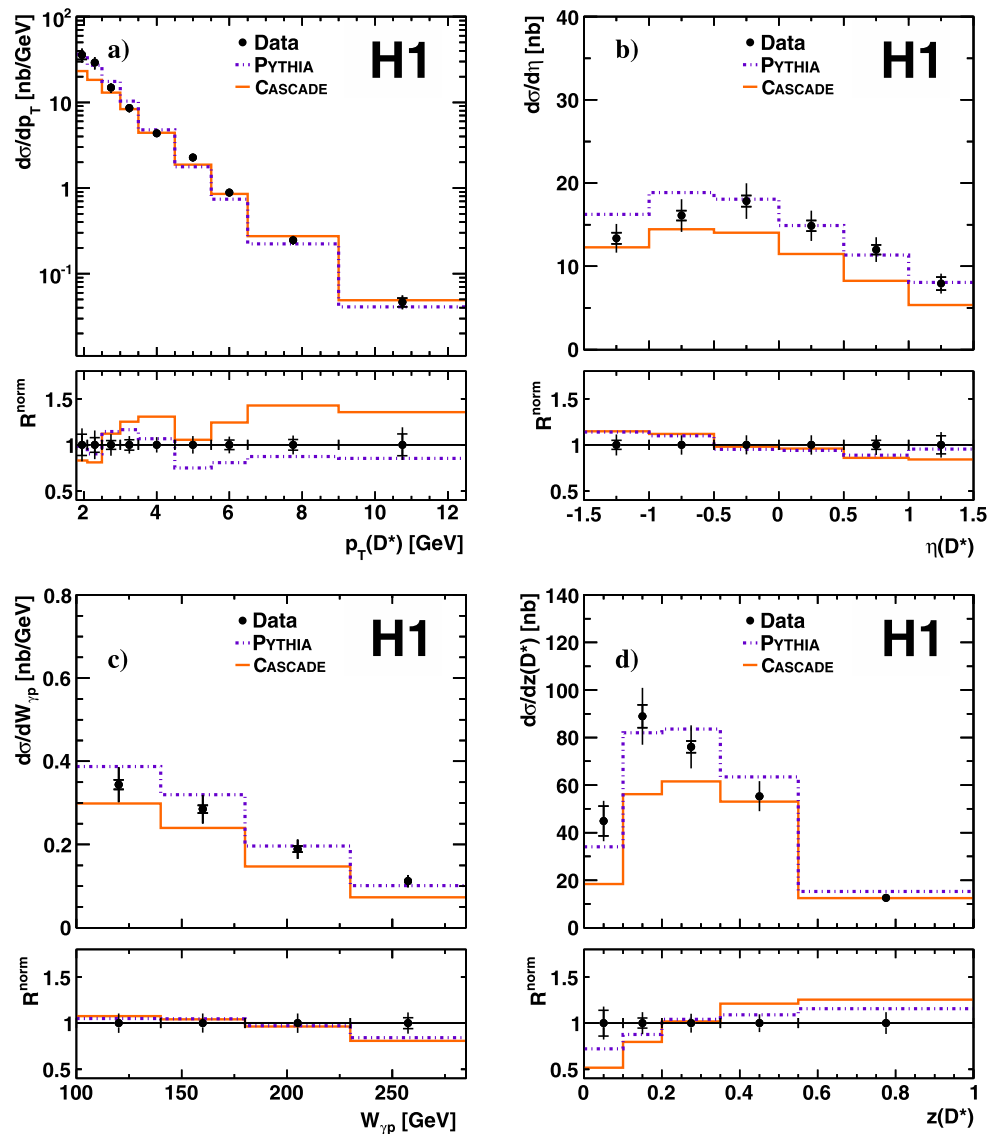 a)
Data
PYTHIA
CASCADE
H1
dσ/dp_T [nb/GeV]
10²
10
1
10⁻¹
R^norm
1.5
1
0.5
2 4 6 8 10 12
p_T(D*) [GeV]
b)
Data
PYTHIA
CASCADE
H1
dσ/dη [nb]
40
30
20
10
0
R^norm
1.5
1
0.5
-1.5 -1 -0.5 0 0.5 1 1.5
η(D*)
c)
Data
PYTHIA
CASCADE
H1
dσ/dW_γp [nb/GeV]
0.8
0.6
0.4
0.2
0
R^norm
1.5
1
0.5
100 150 200 250
W_γp [GeV]
d)
Data
PYTHIA
CASCADE
H1
dσ/dz(D*) [nb]
140
120
100
80
60
40
20
0
R^norm
1.5
1
0.5
0 0.2 0.4 0.6 0.8 1
z(D*)